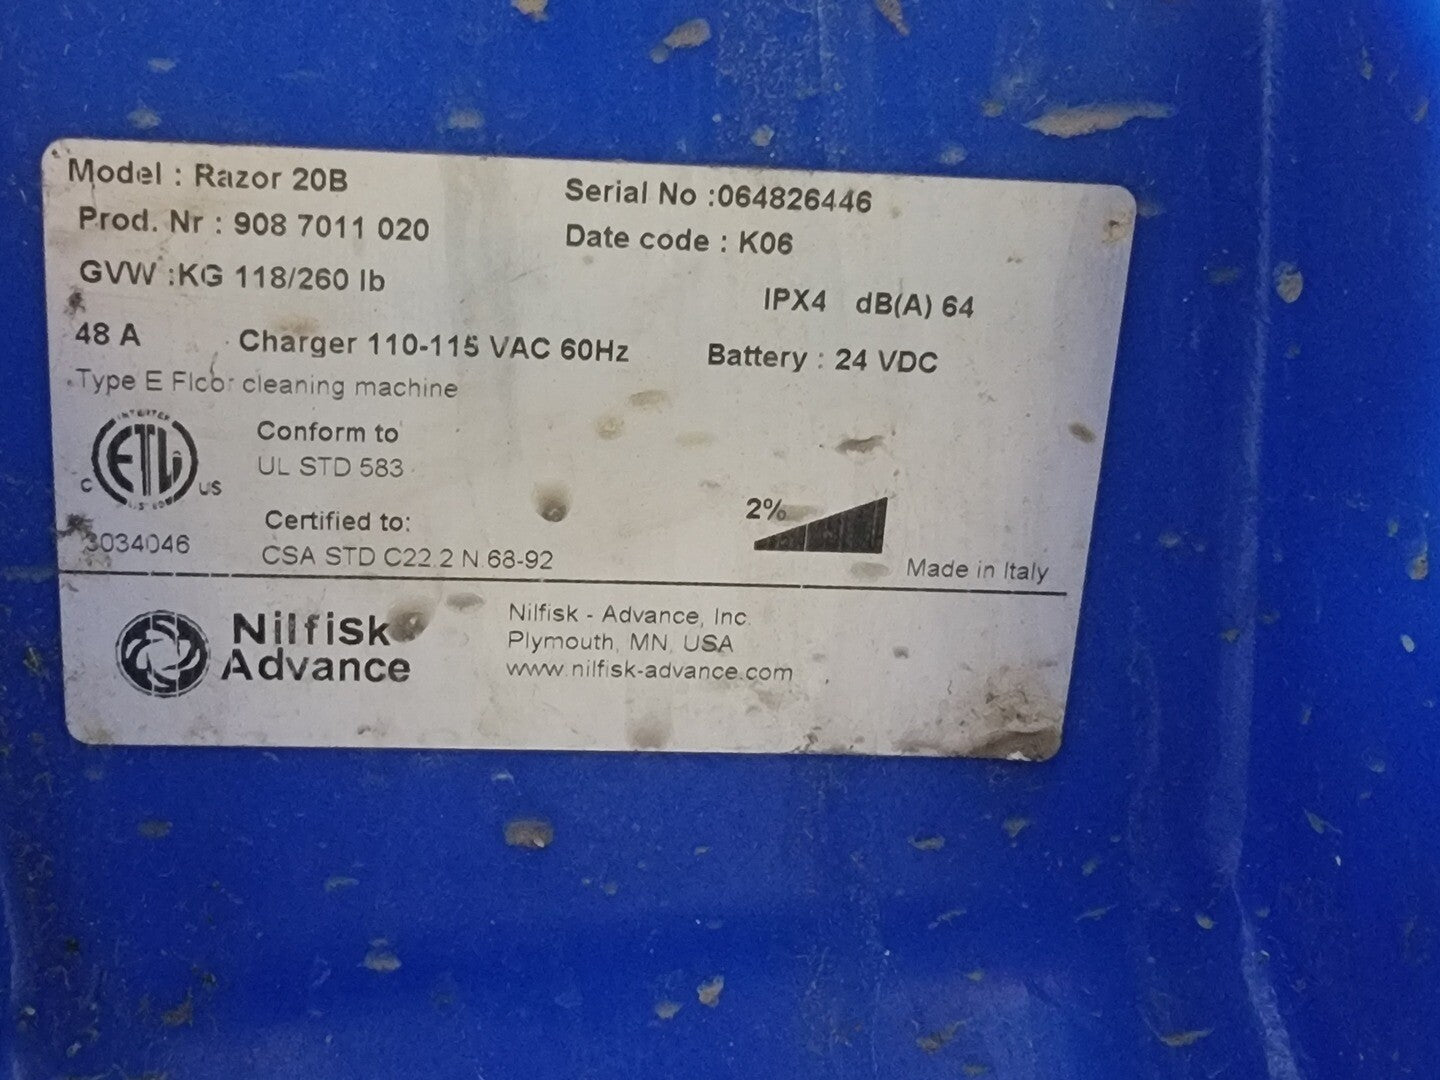 Model : Razor 20B
Serial No :064826446
Prod. Nr : 908 7011 020
Date code : K06
GVW :KG 118/260 lb
IPX4 dB(A) 64
48 A Charger 110-115 VAC 60Hz Battery : 24 VDC
Type E Floor cleaning machine
INTERTEK
ETL
C US
Conform to
UL STD 583
2%
Certified to:
3034046
CSA STD C22.2 N.68-92
Made in Italy
Nilfisk
Advance
Nilfisk - Advance, Inc.
Plymouth, MN, USA
www.nilfisk-advance.com